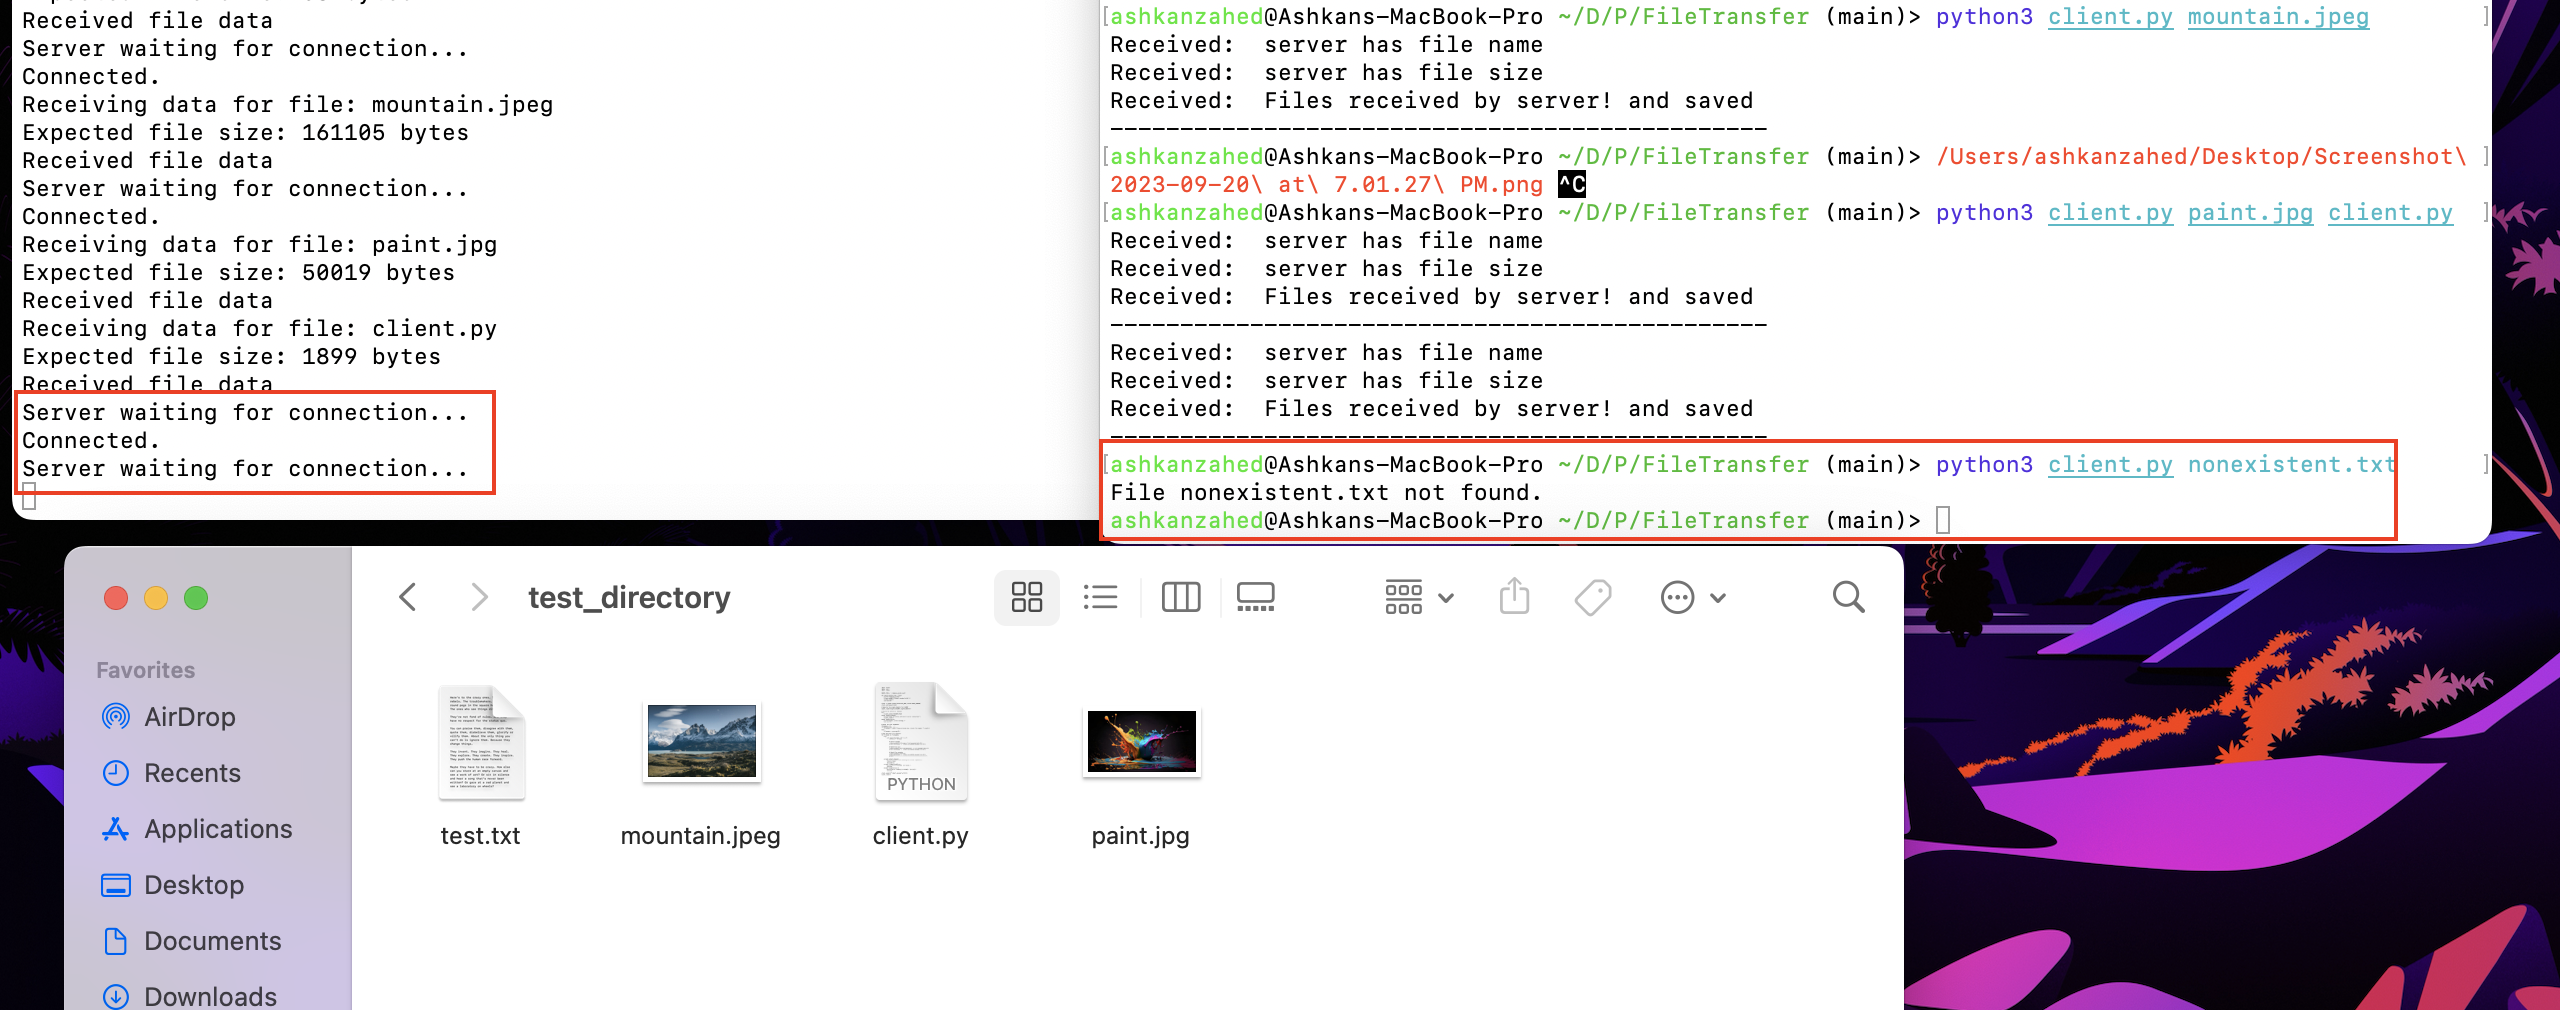 Received file data
Server waiting for connection...
Connected.
Receiving data for file: mountain.jpeg
Expected file size: 161105 bytes
Received file data
Server waiting for connection...
Connected.
Receiving data for file: paint.jpg
Expected file size: 50019 bytes
Received file data
Receiving data for file: client.py
Expected file size: 1899 bytes
Received file data
Server waiting for connection...
Connected.
Server waiting for connection...
[ashkanzahed@Ashkans-MacBook-Pro ~/D/P/FileTransfer (main)> python3 client.py mountain.jpeg ]
Received:  server has file name
Received:  server has file size
Received:  Files received by server! and saved
-----------------------------------------------
[ashkanzahed@Ashkans-MacBook-Pro ~/D/P/FileTransfer (main)> /Users/ashkanzahed/Desktop/Screenshot\ ]
2023-09-20\ at\ 7.01.27\ PM.png ^C
[ashkanzahed@Ashkans-MacBook-Pro ~/D/P/FileTransfer (main)> python3 client.py paint.jpg client.py ]
Received:  server has file name
Received:  server has file size
Received:  Files received by server! and saved
-----------------------------------------------
Received:  server has file name
Received:  server has file size
Received:  Files received by server! and saved
-----------------------------------------------
[ashkanzahed@Ashkans-MacBook-Pro ~/D/P/FileTransfer (main)> python3 client.py nonexistent.txt ]
File nonexistent.txt not found.
ashkanzahed@Ashkans-MacBook-Pro ~/D/P/FileTransfer (main)>
test_directory
Favorites
AirDrop
Recents
Applications
Desktop
Documents
Downloads
PYTHON
test.txt
mountain.jpeg
client.py
paint.jpg